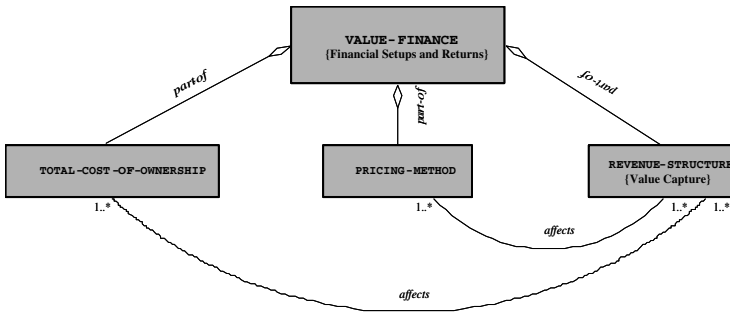 VALUE-FINANCE
{Financial Setups and Returns}
part-of
part-of
part-of
TOTAL-COST-OF-OWNERSHIP
PRICING-METHOD
REVENUE-STRUCTURE
{Value Capture}
1..*
1..*
1..*
1..*
affects
affects